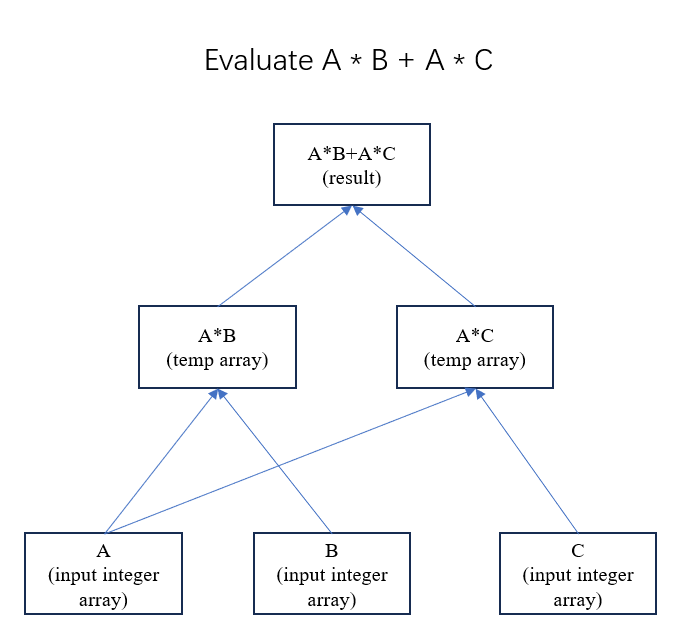 Evaluate A * B + A * C
A*B+A*C
(result)
A*B
(temp array)
A*C
(temp array)
A
(input integer
array)
B
(input integer
array)
C
(input integer
array)